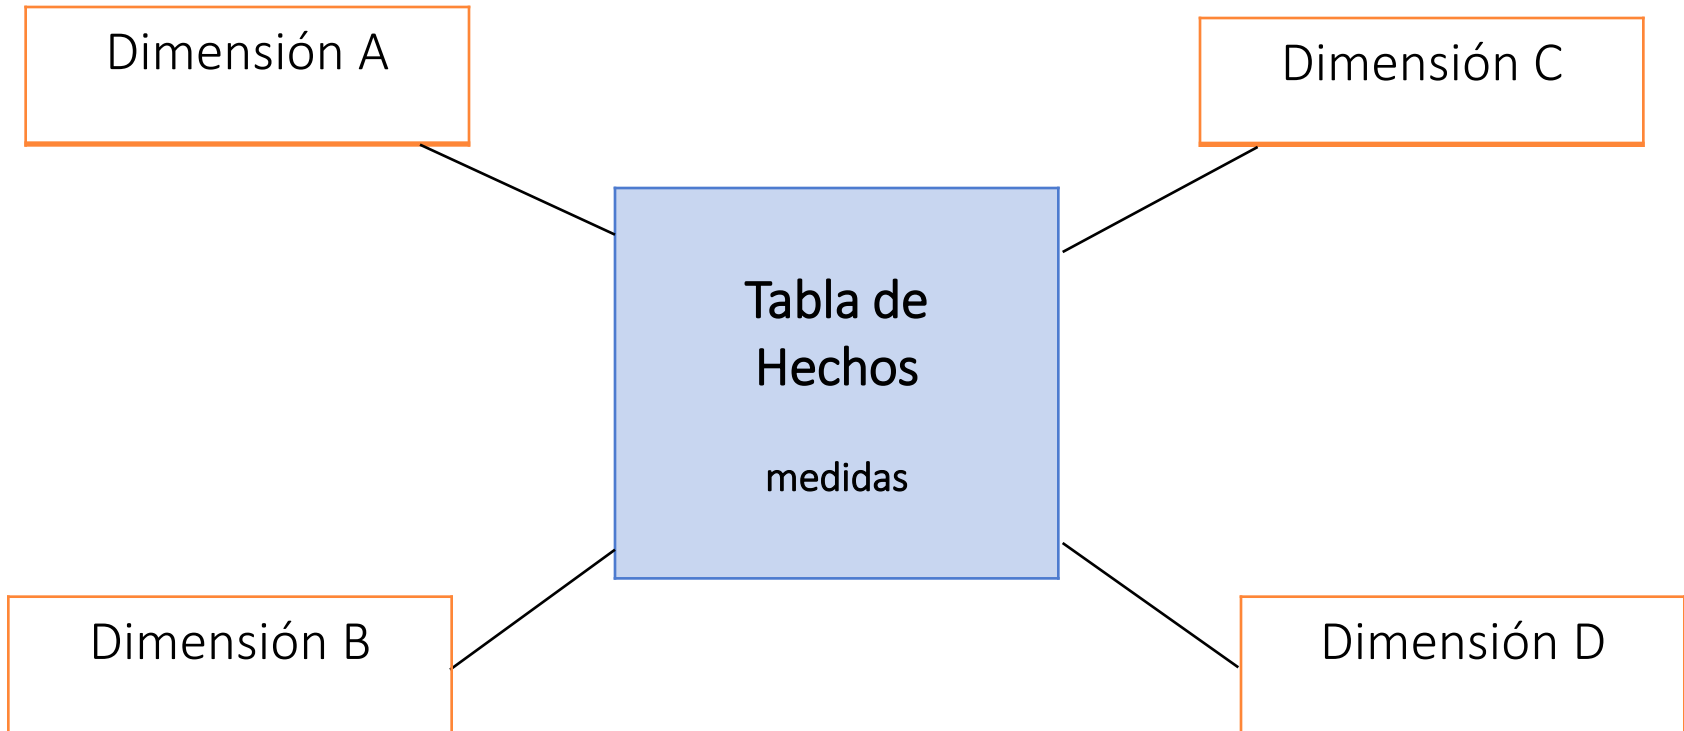 Dimensión A
Dimensión C
Tabla de
Hechos
medidas
Dimensión B
Dimensión D